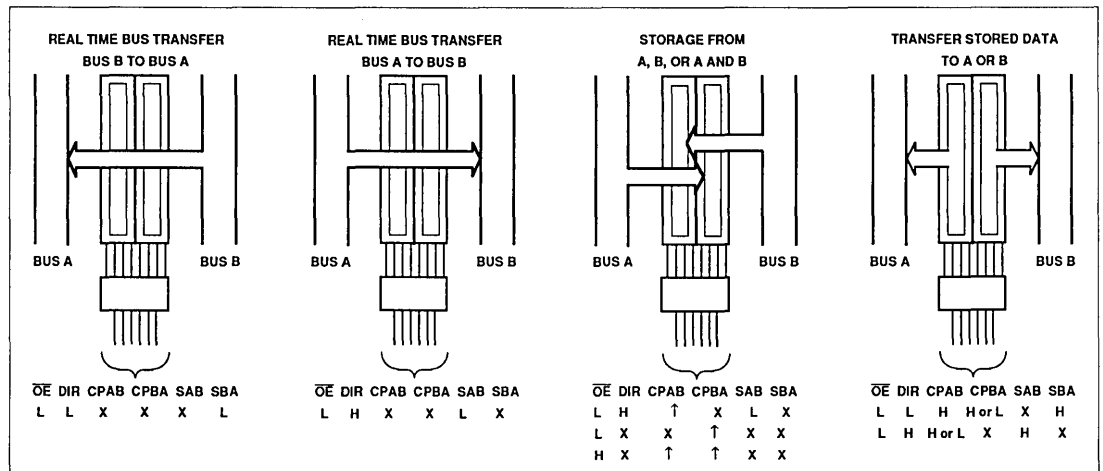 REAL TIME BUS TRANSFER
BUS B TO BUS A
BUS A
BUS B
OE DIR CPAB CPBA SAB SBA
L L X X X L
REAL TIME BUS TRANSFER
BUS A TO BUS B
BUS A
BUS B
OE DIR CPAB CPBA SAB SBA
L H X X L X
STORAGE FROM
A, B, OR A AND B
BUS A
BUS B
OE DIR CPAB CPBA SAB SBA
L H ↑ X L X
L X X ↑ X X
H X ↑ ↑ X X
TRANSFER STORED DATA
TO A OR B
BUS A
BUS B
OE DIR CPAB CPBA SAB SBA
L L H H or L X H
L H H or L X H X